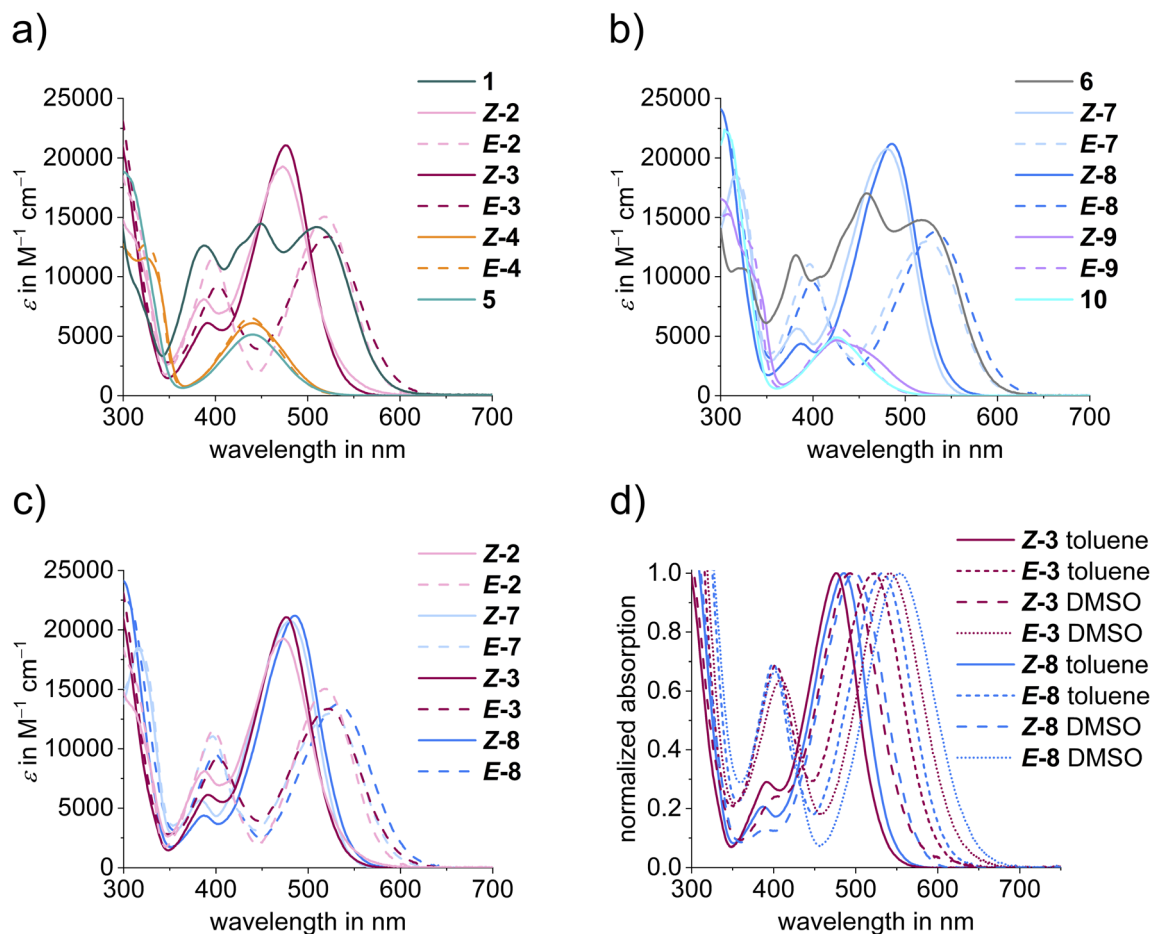 a)
1
Z-2
E-2
Z-3
E-3
Z-4
E-4
5
25000
20000
15000
10000
5000
0
ε in M⁻¹ cm⁻¹
300 400 500 600 700
wavelength in nm
b)
6
Z-7
E-7
Z-8
E-8
Z-9
E-9
10
25000
20000
15000
10000
5000
0
ε in M⁻¹ cm⁻¹
300 400 500 600 700
wavelength in nm
c)
Z-2
E-2
Z-7
E-7
Z-3
E-3
Z-8
E-8
25000
20000
15000
10000
5000
0
ε in M⁻¹ cm⁻¹
300 400 500 600 700
wavelength in nm
d)
Z-3 toluene
E-3 toluene
Z-3 DMSO
E-3 DMSO
Z-8 toluene
E-8 toluene
Z-8 DMSO
E-8 DMSO
1.0
0.8
0.6
0.4
0.2
0.0
normalized absorption
300 400 500 600 700
wavelength in nm